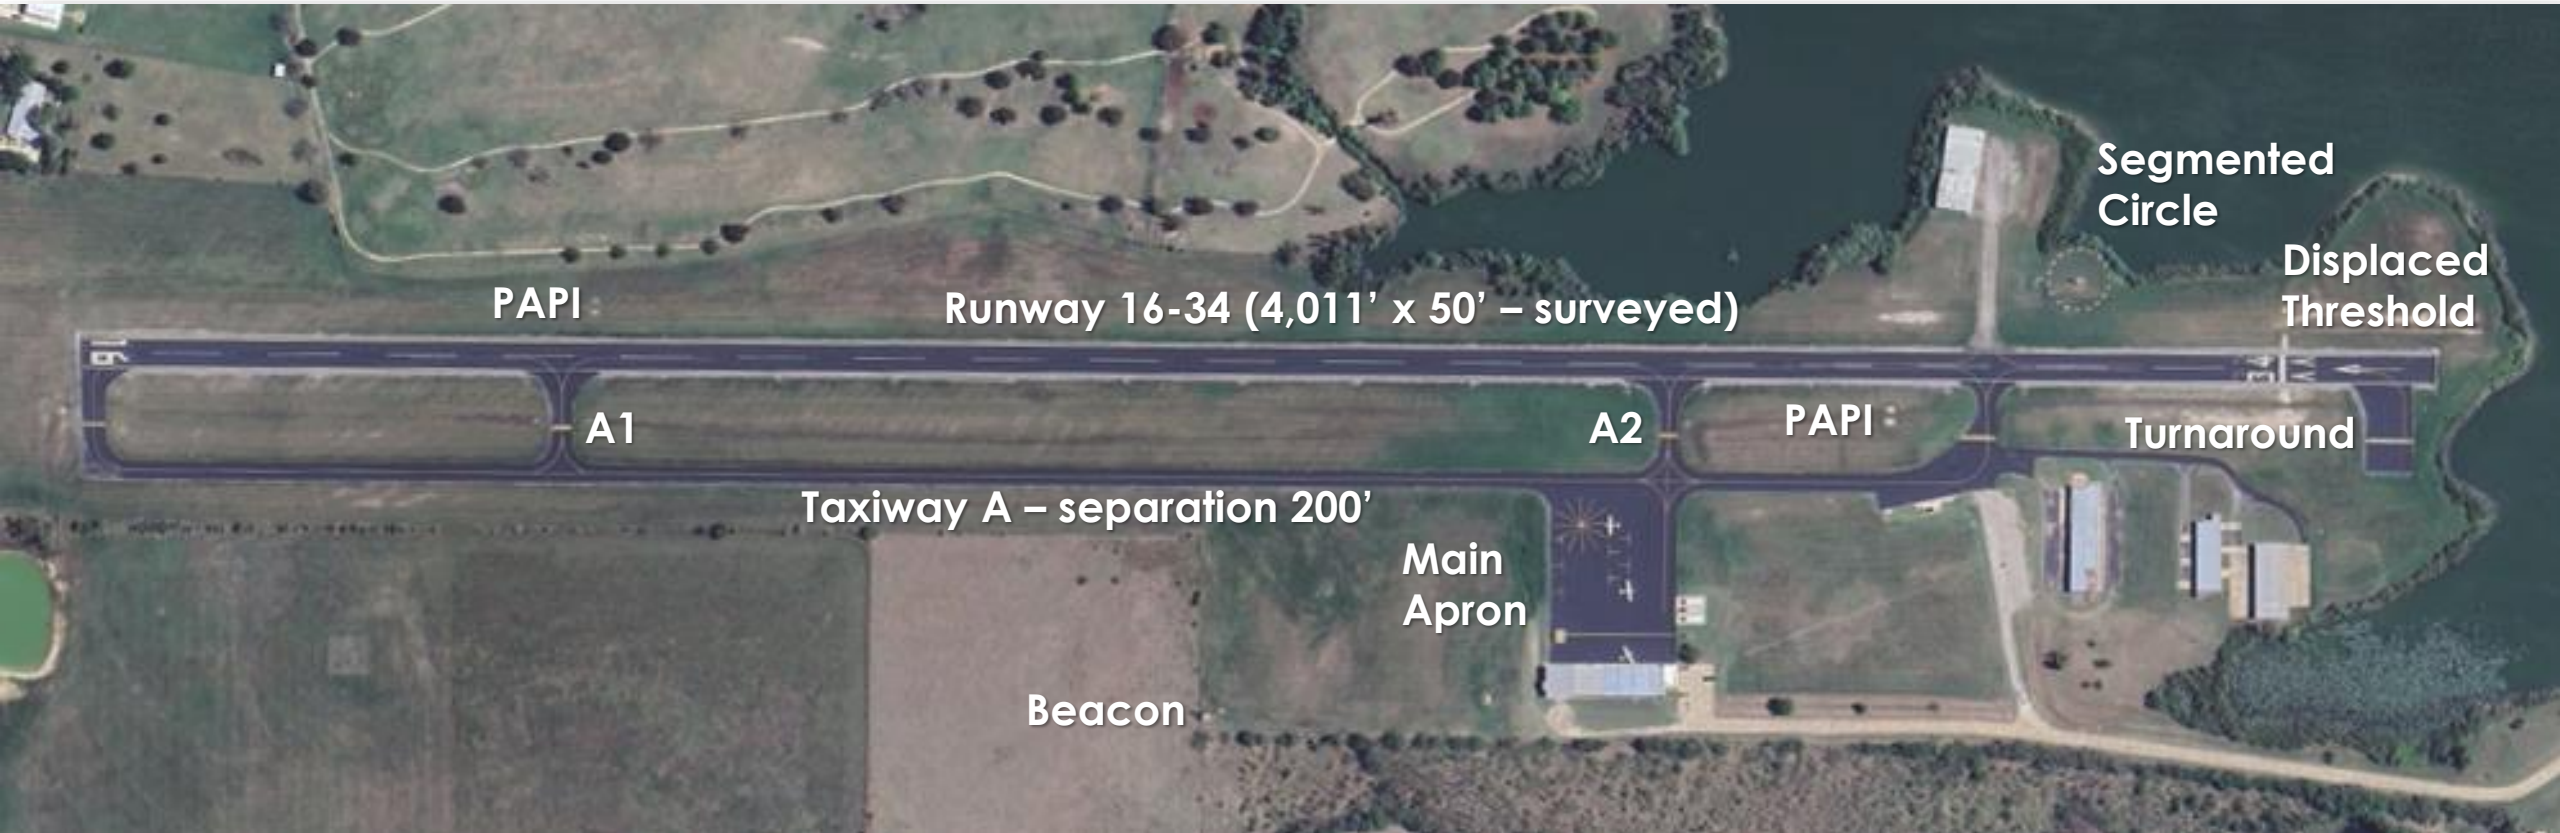 Segmented
Circle
Displaced
Threshold
PAPI
Runway 16-34 (4,011’ x 50’ – surveyed)
16
34
A1
A2
PAPI
Turnaround
Taxiway A – separation 200’
Main
Apron
Beacon